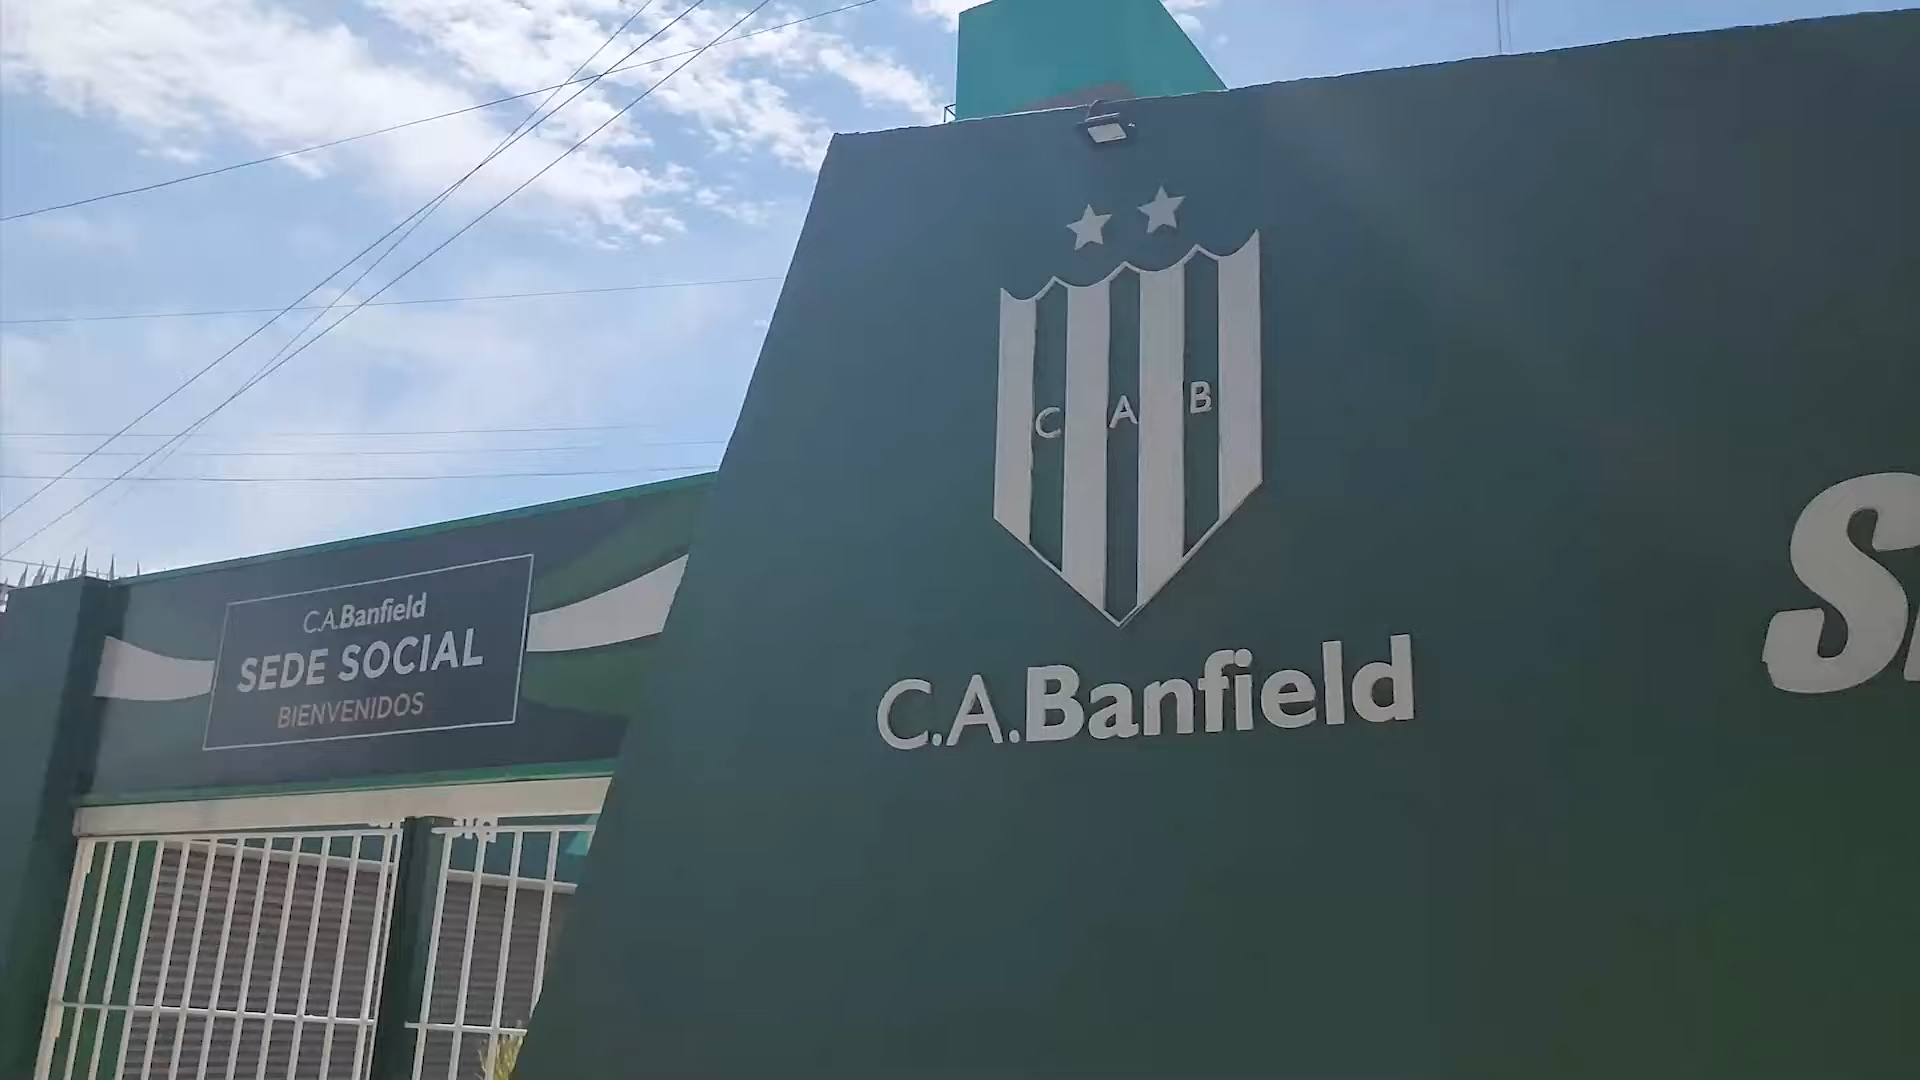 C.A.Banfield
SEDE SOCIAL
BIENVENIDOS
C A B
C.A.Banfield